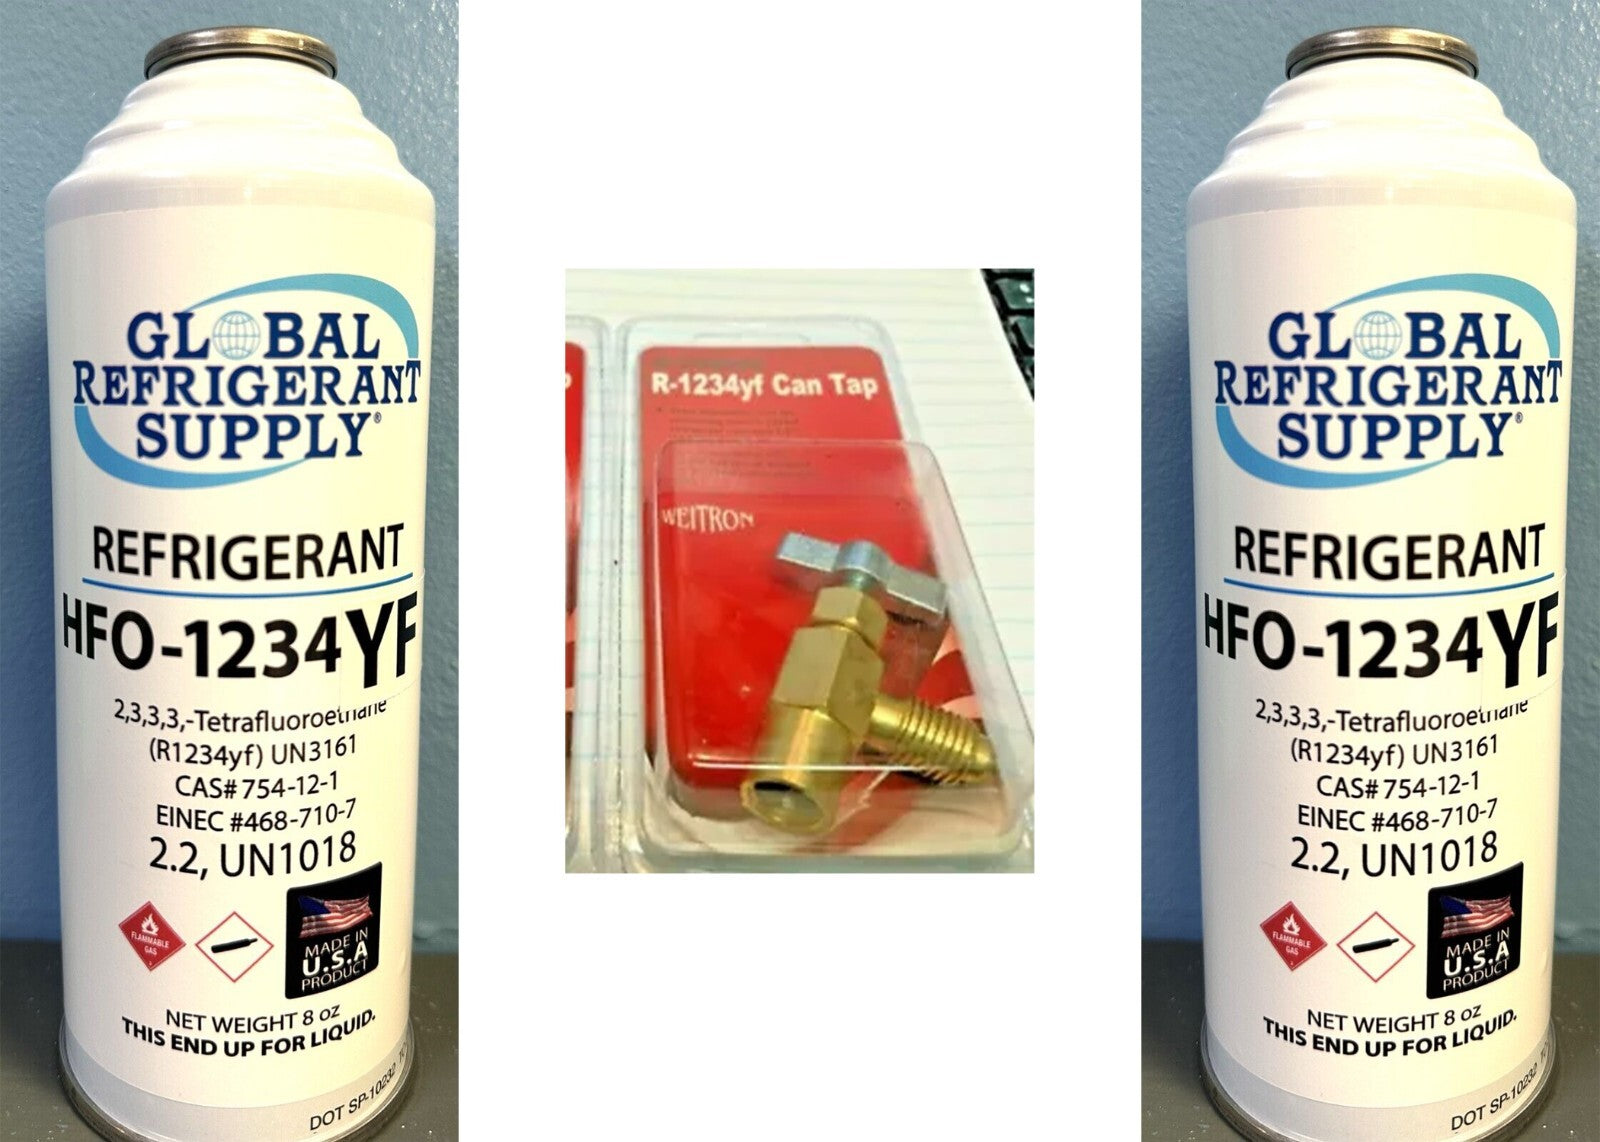 GLOBAL
REFRIGERANT
SUPPLY®
REFRIGERANT
HFO-1234YF
2,3,3,3,-Tetrafluoroethane
(R1234yf) UN3161
CAS# 754-12-1
EINEC #468-710-7
2.2, UN1018
FLAMMABLE
GAS
2
MADE IN
U.S.A
PRODUCT
NET WEIGHT 8 oz
THIS END UP FOR LIQUID.
DOT SP-10232
R-1234yf Can Tap
WEITRON
GLOBAL
REFRIGERANT
SUPPLY®
REFRIGERANT
HFO-1234YF
2,3,3,3,-Tetrafluoroethane
(R1234yf) UN3161
CAS# 754-12-1
EINEC #468-710-7
2.2, UN1018
FLAMMABLE
GAS
2
MADE IN
U.S.A
PRODUCT
NET WEIGHT 8 oz
THIS END UP FOR LIQUID.
DOT SP-10232